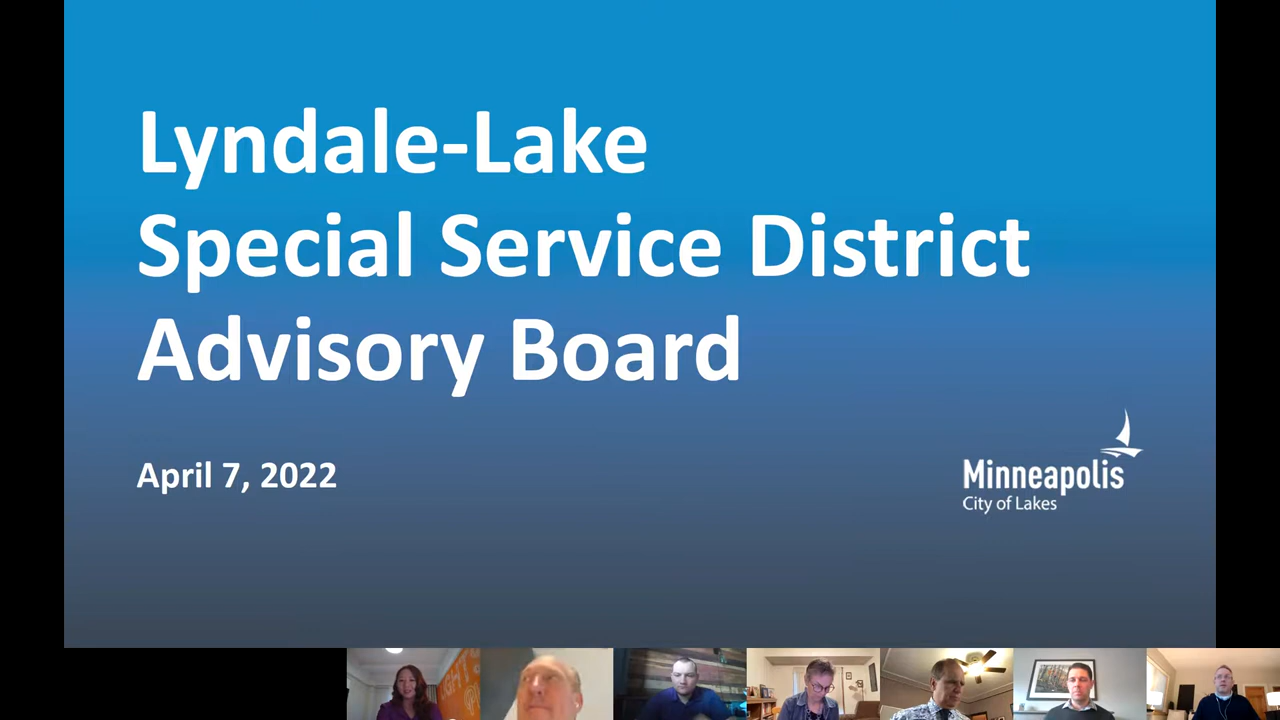 Lyndale-Lake
Special Service District
Advisory Board
April 7, 2022
Minneapolis
City of Lakes